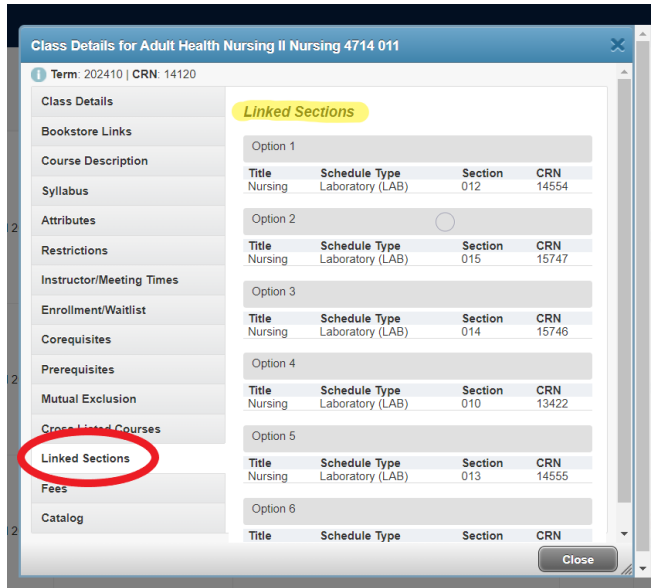 Class Details for Adult Health Nursing II Nursing 4714 011
Term: 202410 | CRN: 14120
Class Details
Bookstore Links
Course Description
Syllabus
Attributes
Restrictions
Instructor/Meeting Times
Enrollment/Waitlist
Corequisites
Prerequisites
Mutual Exclusion
Cross Listed Courses
Linked Sections
Fees
Catalog
Linked Sections
Option 1
Title Schedule Type Section CRN
Nursing Laboratory (LAB) 012 14554
Option 2
Title Schedule Type Section CRN
Nursing Laboratory (LAB) 015 15747
Option 3
Title Schedule Type Section CRN
Nursing Laboratory (LAB) 014 15746
Option 4
Title Schedule Type Section CRN
Nursing Laboratory (LAB) 010 13422
Option 5
Title Schedule Type Section CRN
Nursing Laboratory (LAB) 013 14555
Option 6
Title Schedule Type Section CRN
Close